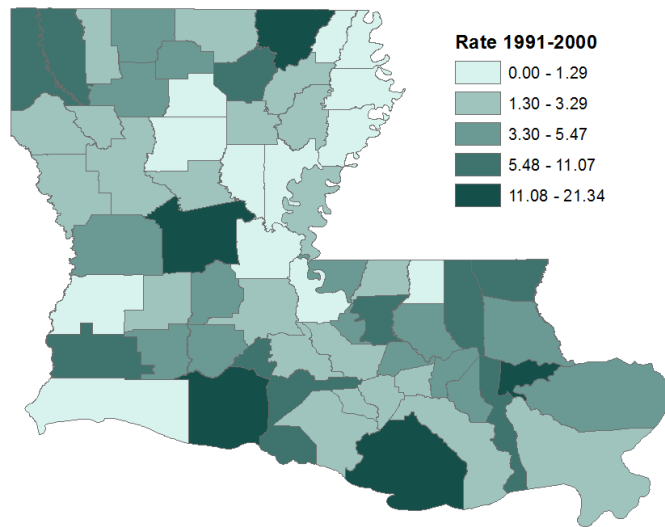 Rate 1991-2000
0.00 - 1.29
1.30 - 3.29
3.30 - 5.47
5.48 - 11.07
11.08 - 21.34